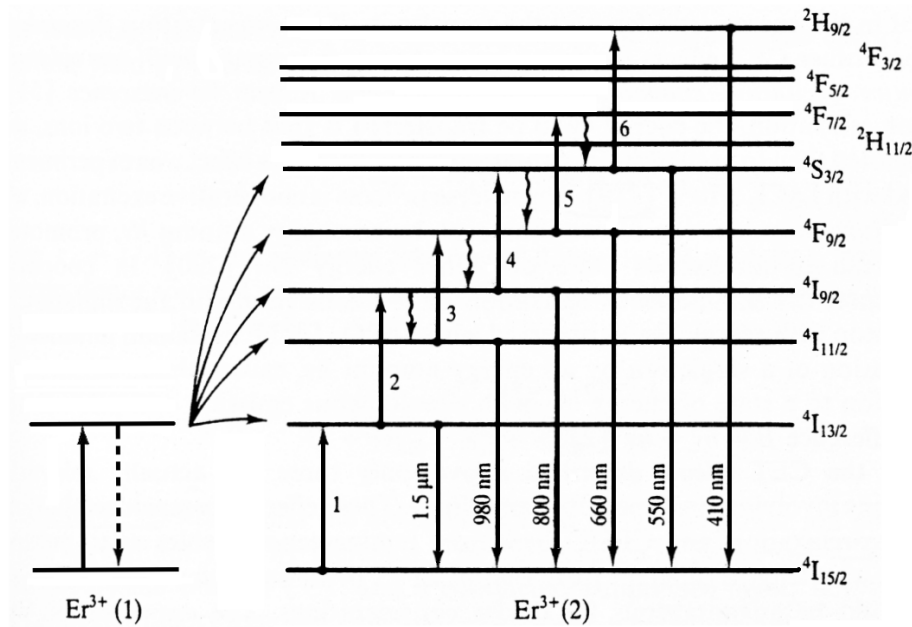 ²H₉/₂
⁴F₃/₂
⁴F₅/₂
⁴F₇/₂
6
²H₁₁/₂
⁴S₃/₂
5
⁴F₉/₂
4
⁴I₉/₂
3
⁴I₁₁/₂
2
⁴I₁₃/₂
1
1.5 μm
980 nm
800 nm
660 nm
550 nm
410 nm
⁴I₁₅/₂
Er³⁺ (1)
Er³⁺(2)